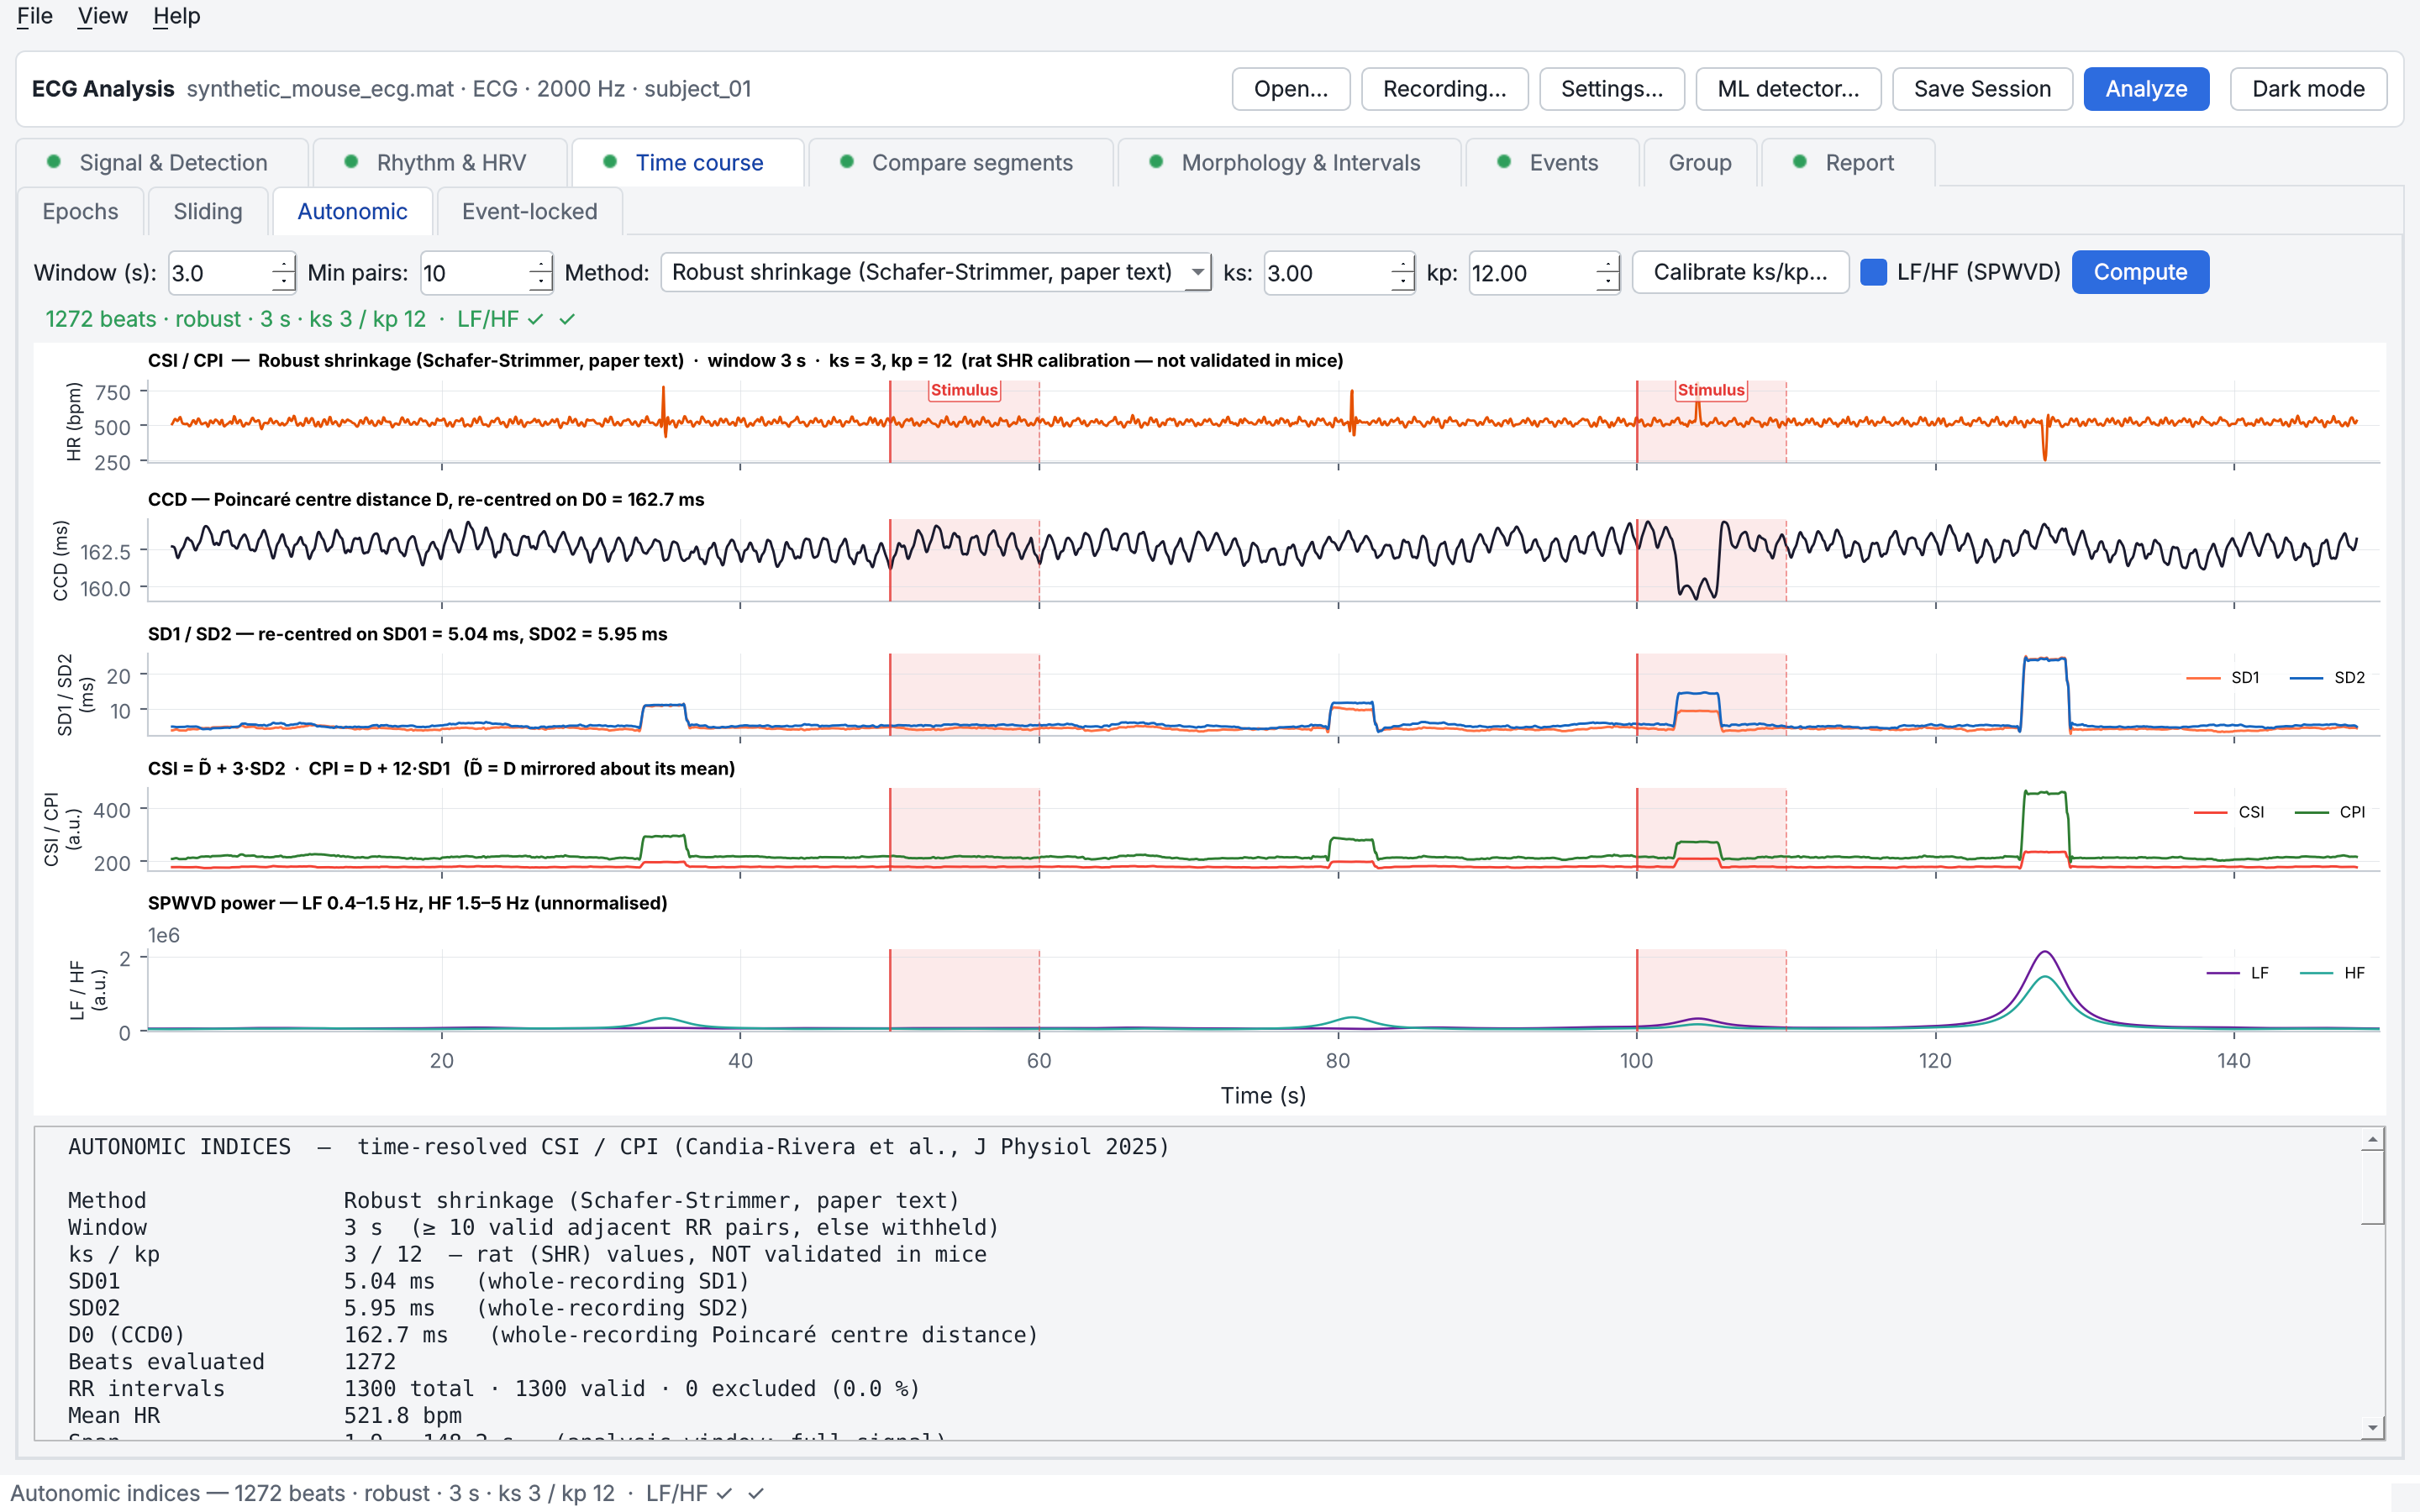 File View Help
ECG Analysis synthetic_mouse_ecg.mat · ECG · 2000 Hz · subject_01 Open... Recording... Settings... ML detector... Save Session Analyze Dark mode
Signal & Detection Rhythm & HRV Time course Compare segments Morphology & Intervals Events Group Report
Epochs Sliding Autonomic Event-locked
Window (s): 3.0 Min pairs: 10 Method: Robust shrinkage (Schafer-Strimmer, paper text) ks: 3.00 kp: 12.00 Calibrate ks/kp... LF/HF (SPWVD) Compute
1272 beats · robust · 3 s · ks 3 / kp 12 · LF/HF ✓ ✓
CSI / CPI — Robust shrinkage (Schafer-Strimmer, paper text) · window 3 s · ks = 3, kp = 12 (rat SHR calibration — not validated in mice)
HR (bpm)
750
500
250
Stimulus Stimulus
CCD — Poincaré centre distance D, re-centred on D0 = 162.7 ms
CCD (ms)
162.5
160.0
SD1 / SD2 — re-centred on SD01 = 5.04 ms, SD02 = 5.95 ms
SD1 / SD2
(ms)
20
10
SD1 SD2
CSI = D̃ + 3·SD2 · CPI = D + 12·SD1 (D̃ = D mirrored about its mean)
CSI / CPI
(a.u.)
400
200
CSI CPI
SPWVD power — LF 0.4–1.5 Hz, HF 1.5–5 Hz (unnormalised)
1e6
LF / HF
(a.u.)
2
0
LF HF
20 40 60 80 100 120 140
Time (s)
AUTONOMIC INDICES — time-resolved CSI / CPI (Candia-Rivera et al., J Physiol 2025)
Method Robust shrinkage (Schafer-Strimmer, paper text)
Window 3 s (≥ 10 valid adjacent RR pairs, else withheld)
ks / kp 3 / 12 — rat (SHR) values, NOT validated in mice
SD01 5.04 ms (whole-recording SD1)
SD02 5.95 ms (whole-recording SD2)
D0 (CCD0) 162.7 ms (whole-recording Poincaré centre distance)
Beats evaluated 1272
RR intervals 1300 total · 1300 valid · 0 excluded (0.0 %)
Mean HR 521.8 bpm
Autonomic indices — 1272 beats · robust · 3 s · ks 3 / kp 12 · LF/HF ✓ ✓